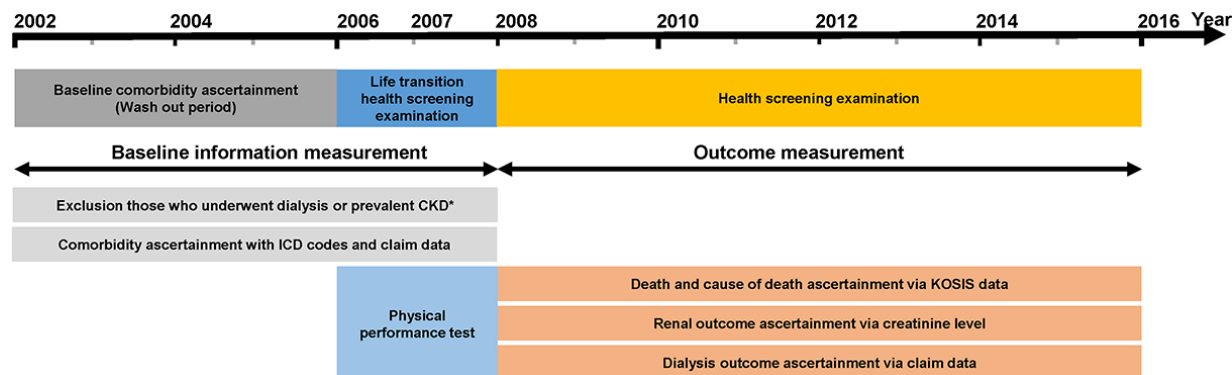 2002 2004 2006 2007 2008 2010 2012 2014 2016 Year
Baseline comorbidity ascertainment
(Wash out period)
Life transition
health screening
examination
Health screening examination
Baseline information measurement
Outcome measurement
Exclusion those who underwent dialysis or prevalent CKD*
Comorbidity ascertainment with ICD codes and claim data
Physical
performance test
Death and cause of death ascertainment via KOSIS data
Renal outcome ascertainment via creatinine level
Dialysis outcome ascertainment via claim data